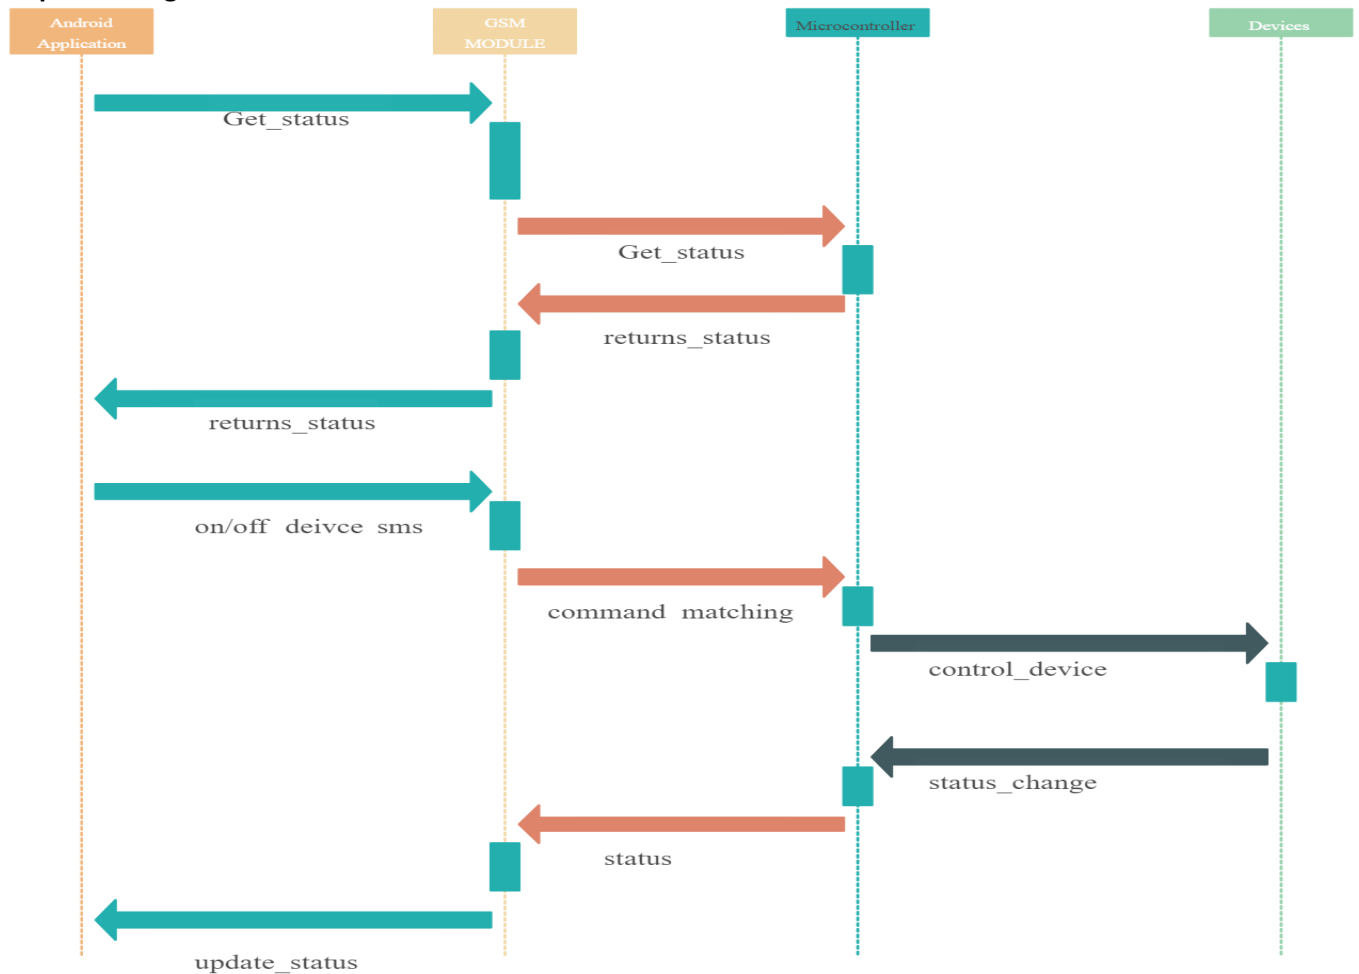 Android
Application
GSM
MODULE
Microcontroller
Devices
Get_status
Get_status
returns_status
returns_status
on/off deivce sms
command matching
control_device
status_change
status
update_status